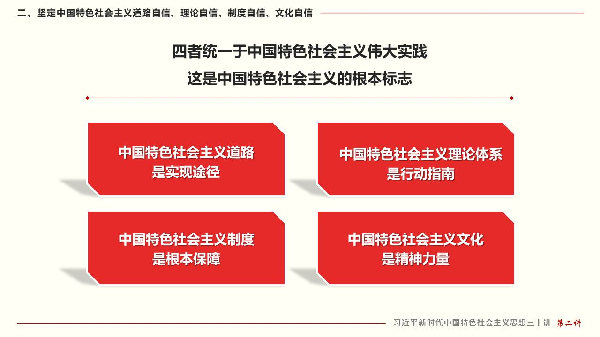 二、坚定中国特色社会主义道路自信、理论自信、制度自信、文化自信
四者统一于中国特色社会主义伟大实践
这是中国特色社会主义的根本标志
中国特色社会主义道路
是实现途径
中国特色社会主义理论体系
是行动指南
中国特色社会主义制度
是根本保障
中国特色社会主义文化
是精神力量
习近平新时代中国特色社会主义思想三十讲 第二讲